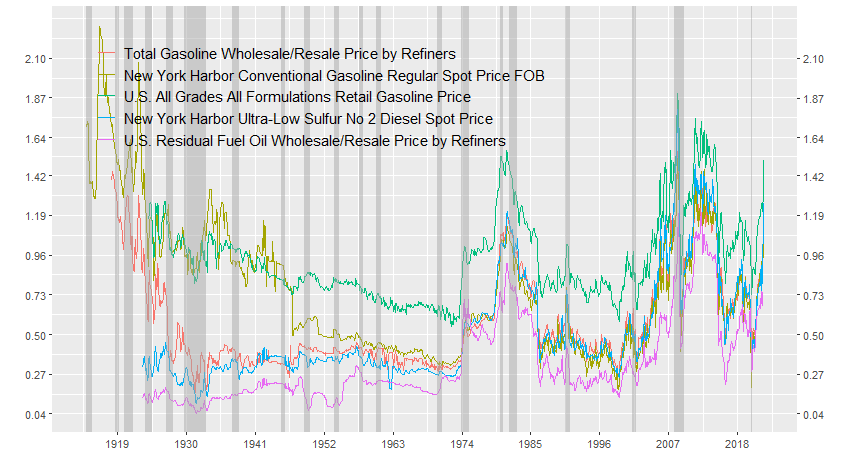 Total Gasoline Wholesale/Resale Price by Refiners
New York Harbor Conventional Gasoline Regular Spot Price FOB
U.S. All Grades All Formulations Retail Gasoline Price
New York Harbor Ultra-Low Sulfur No 2 Diesel Spot Price
U.S. Residual Fuel Oil Wholesale/Resale Price by Refiners
2.10 2.10
1.87 1.87
1.64 1.64
1.42 1.42
1.19 1.19
0.96 0.96
0.73 0.73
0.50 0.50
0.27 0.27
0.04 0.04
1919 1930 1941 1952 1963 1974 1985 1996 2007 2018